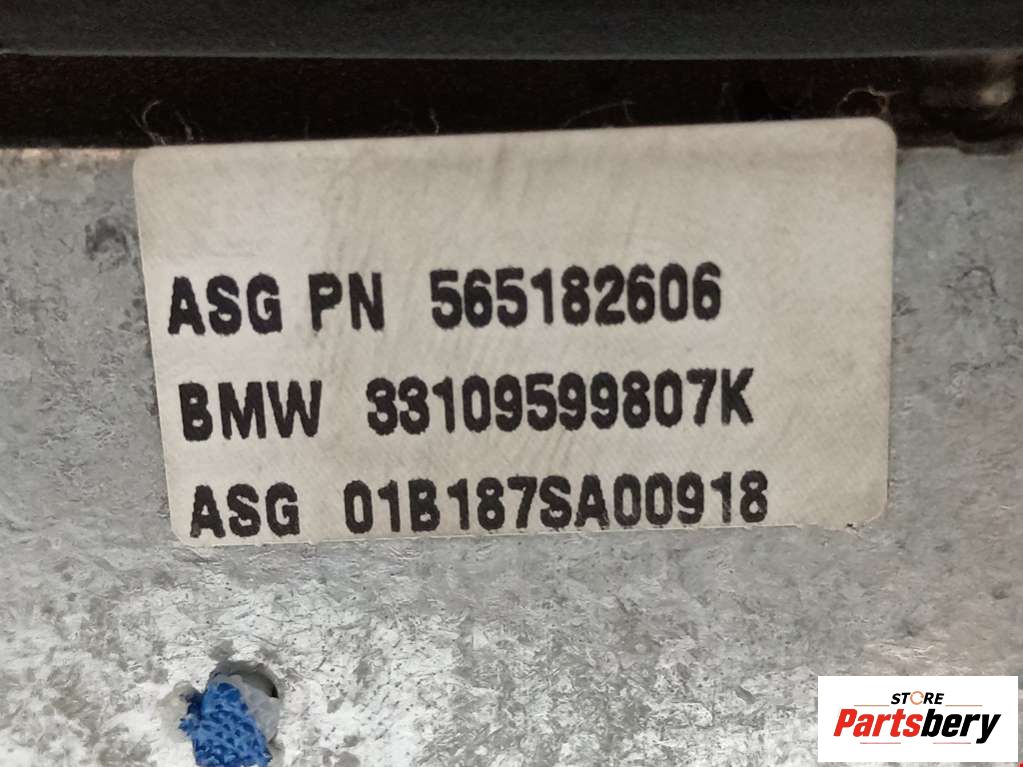 ASG PN 565182606
BMW 33109599807K
ASG 01B187SA00918
STORE
Partsbery